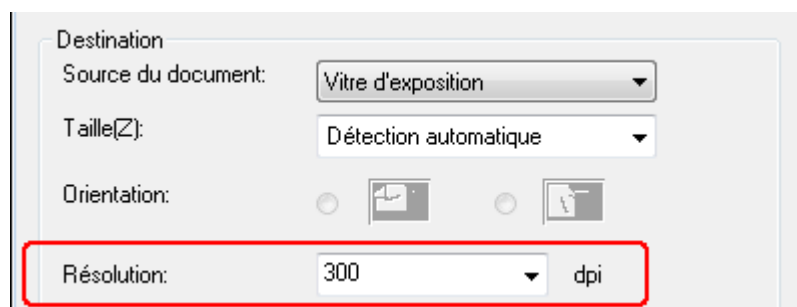 Destination
Source du document: Vitre d'exposition
Taille(Z): Détection automatique
Orientation:
Résolution: 300 dpi